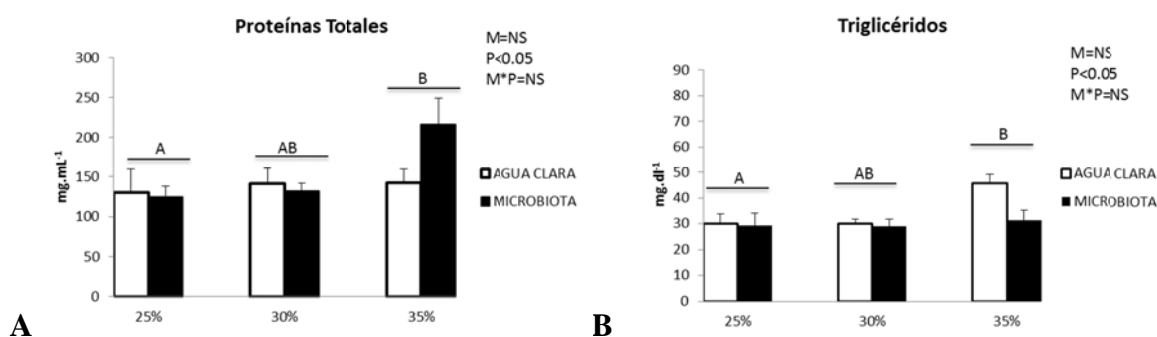 Proteínas Totales
M=NS
P<0.05
M*P=NS
mg.mL-1
300
250
200
150
100
50
0
A
AB
B
25%
30%
35%
AGUA CLARA
MICROBIOTA
A
Triglicéridos
M=NS
P<0.05
M*P=NS
mg.dl-1
90
80
70
60
50
40
30
20
10
0
A
AB
B
25%
30%
35%
AGUA CLARA
MICROBIOTA
B